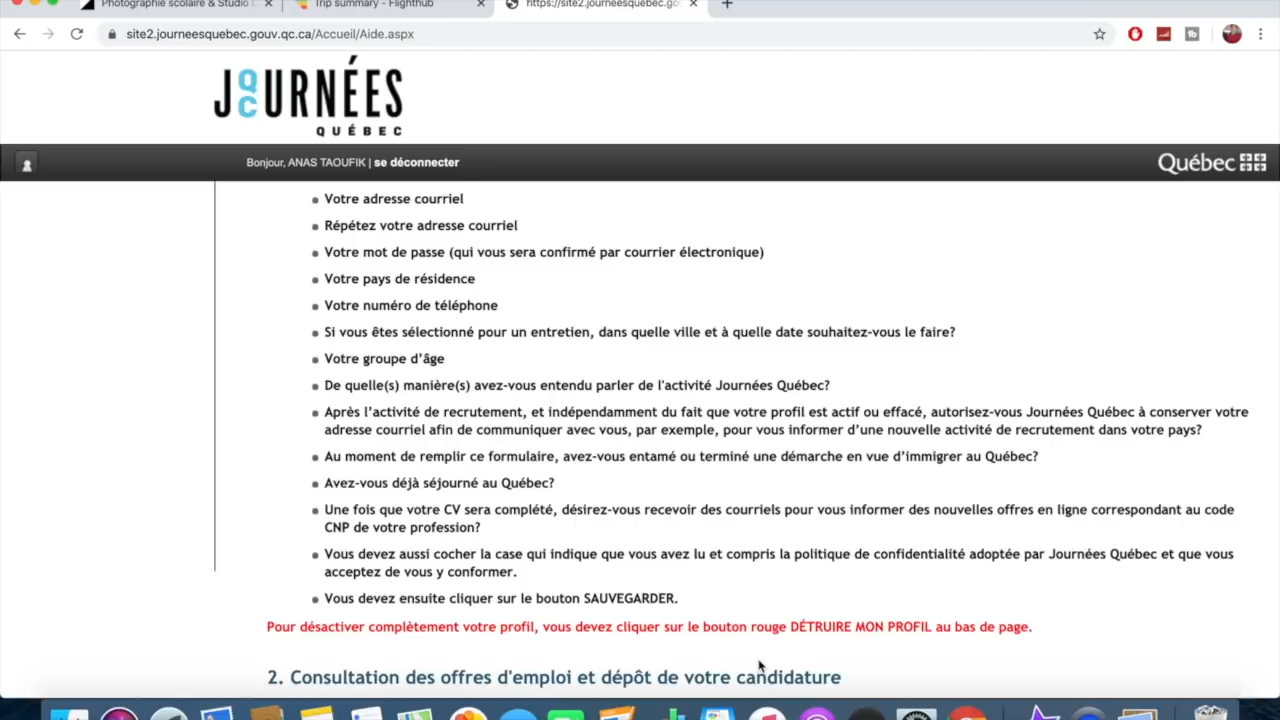 Photographie scolaire & Studio
Trip summary - Flighthub
https://site2.journeesquebec.go
site2.journeesquebec.gouv.qc.ca/Accueil/Aide.aspx
JOURNÉES
QC
QUÉBEC
Bonjour, ANAS TAOUFIK | se déconnecter
Québec
Votre adresse courriel
Répétez votre adresse courriel
Votre mot de passe (qui vous sera confirmé par courrier électronique)
Votre pays de résidence
Votre numéro de téléphone
Si vous êtes sélectionné pour un entretien, dans quelle ville et à quelle date souhaitez-vous le faire?
Votre groupe d'âge
De quelle(s) manière(s) avez-vous entendu parler de l'activité Journées Québec?
Après l'activité de recrutement, et indépendamment du fait que votre profil est actif ou effacé, autorisez-vous Journées Québec à conserver votre
adresse courriel afin de communiquer avec vous, par exemple, pour vous informer d'une nouvelle activité de recrutement dans votre pays?
Au moment de remplir ce formulaire, avez-vous entamé ou terminé une démarche en vue d'immigrer au Québec?
Avez-vous déjà séjourné au Québec?
Une fois que votre CV sera complété, désirez-vous recevoir des courriels pour vous informer des nouvelles offres en ligne correspondant au code
CNP de votre profession?
Vous devez aussi cocher la case qui indique que vous avez lu et compris la politique de confidentialité adoptée par Journées Québec et que vous
acceptez de vous y conformer.
Vous devez ensuite cliquer sur le bouton SAUVEGARDER.
Pour désactiver complètement votre profil, vous devez cliquer sur le bouton rouge DÉTRUIRE MON PROFIL au bas de page.
2. Consultation des offres d'emploi et dépôt de votre candidature